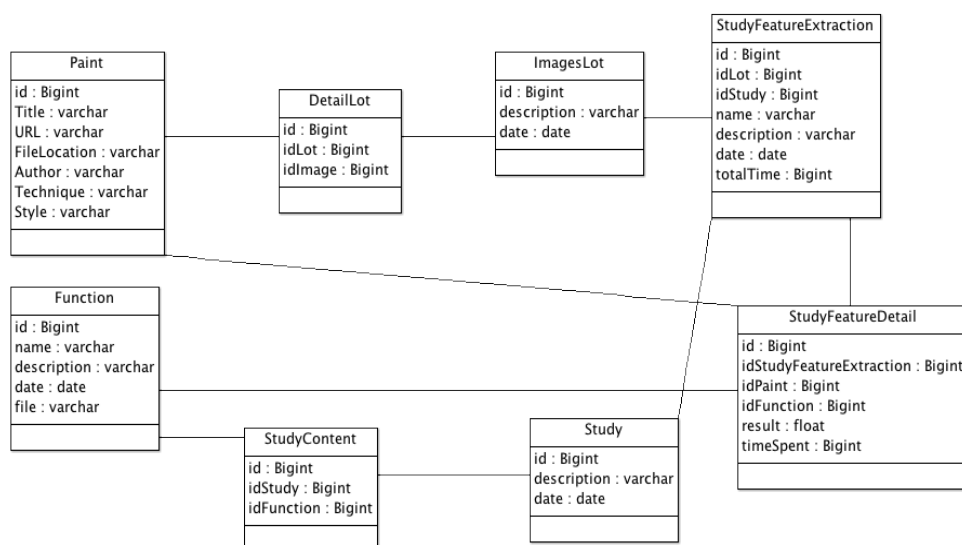 Paint
id : Bigint
Title : varchar
URL : varchar
FileLocation : varchar
Author : varchar
Technique : varchar
Style : varchar
DetailLot
id : Bigint
idLot : Bigint
idImage : Bigint
ImagesLot
id : Bigint
description : varchar
date : date
StudyFeatureExtraction
id : Bigint
idLot : Bigint
idStudy : Bigint
name : varchar
description : varchar
date : date
totalTime : Bigint
Function
id : Bigint
name : varchar
description : varchar
date : date
file : varchar
StudyContent
id : Bigint
idStudy : Bigint
idFunction : Bigint
Study
id : Bigint
description : varchar
date : date
StudyFeatureDetail
id : Bigint
idStudyFeatureExtraction : Bigint
idPaint : Bigint
idFunction : Bigint
result : float
timeSpent : Bigint